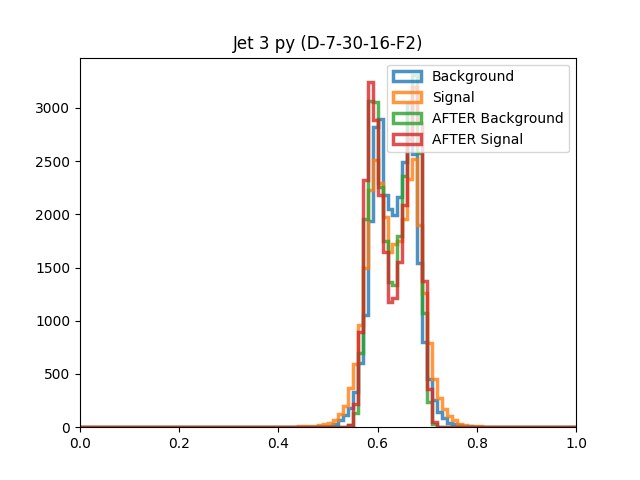 Jet 3 py (D-7-30-16-F2)
Background
Signal
AFTER Background
AFTER Signal
3000
2500
2000
1500
1000
500
0
0.0 0.2 0.4 0.6 0.8 1.0